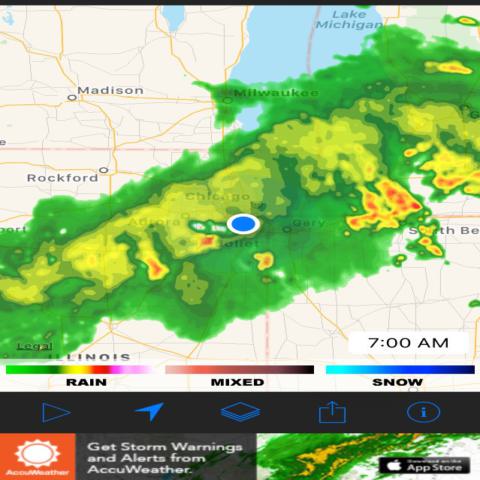 Lake
Michigan
Madison
Milwaukee
Rockford
Chicago
Aurora
Gary
Joliet
South Be
port
Legal
ILLINOIS
7:00 AM
RAIN
MIXED
SNOW
AccuWeather
Get Storm Warnings
and Alerts from
AccuWeather.
Download on the
App Store